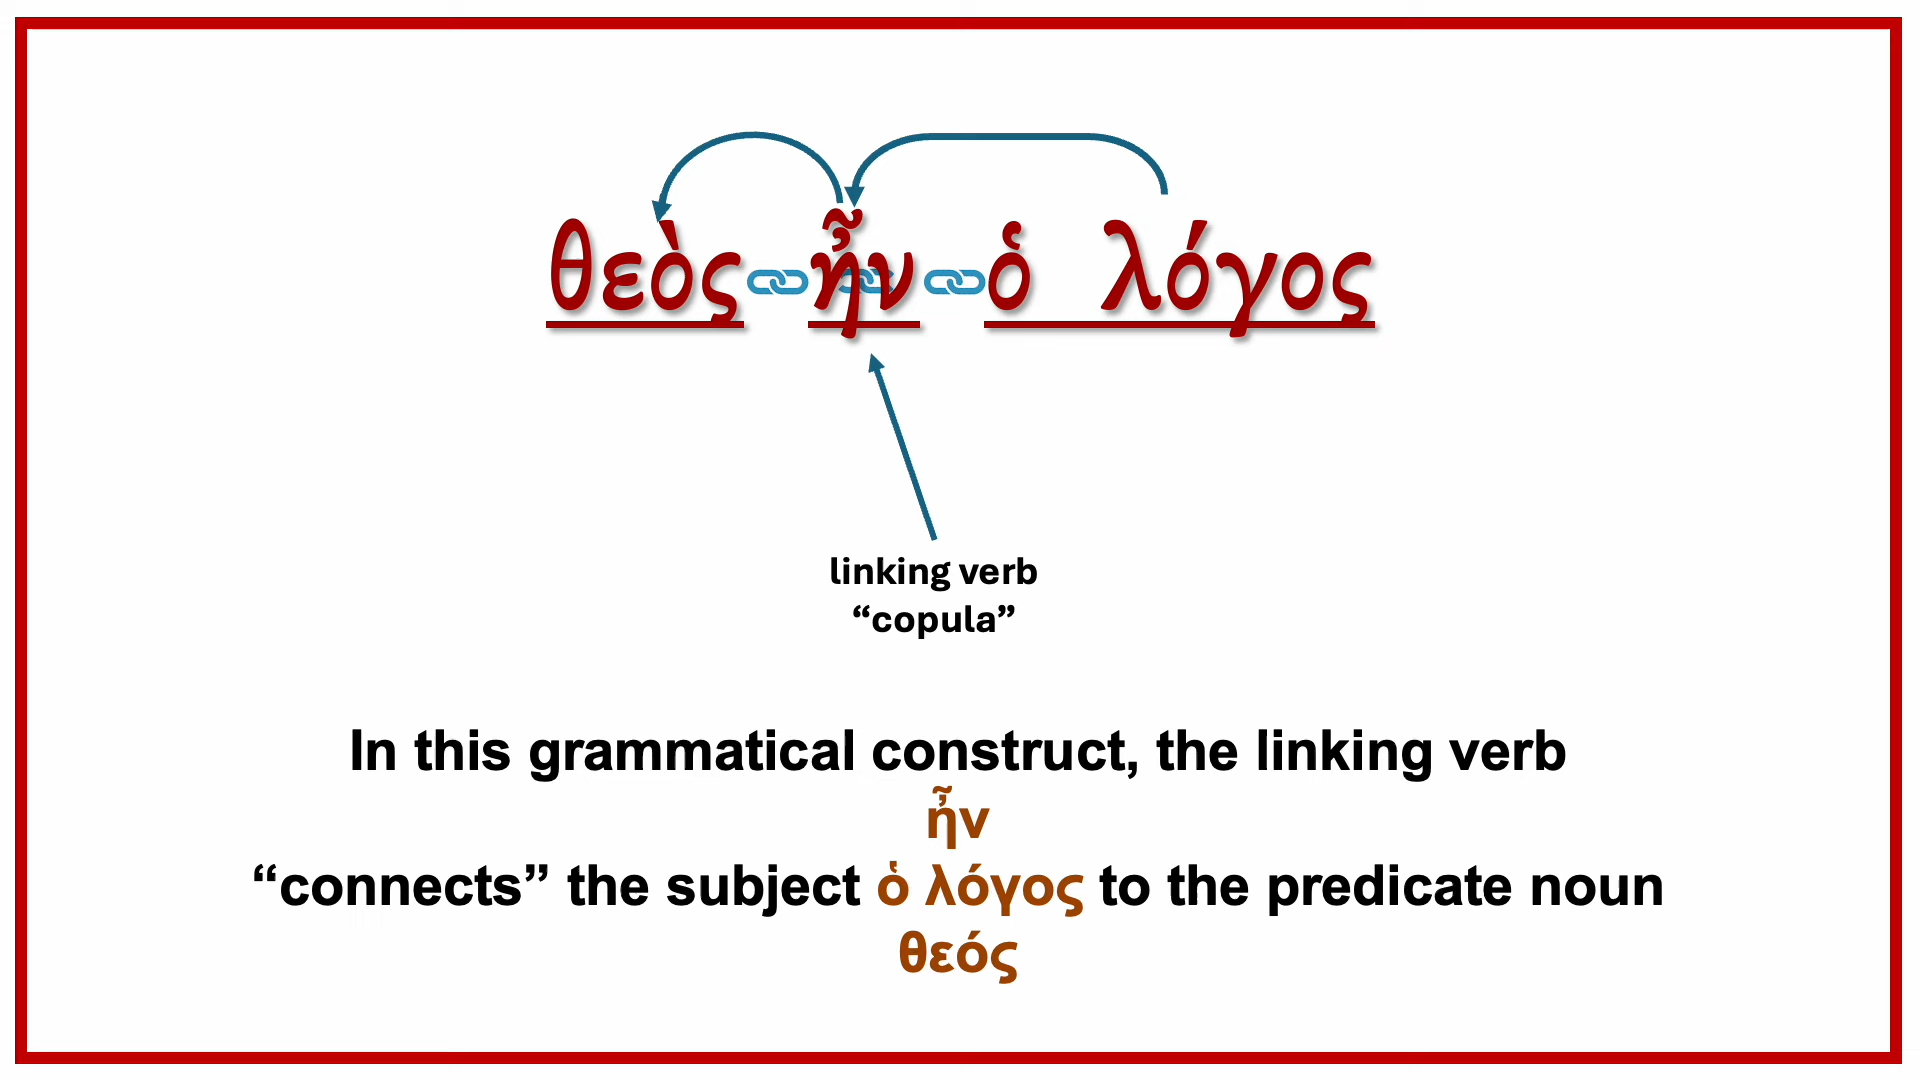 θεὸς ἦν ὁ λόγος
linking verb
“copula”
In this grammatical construct, the linking verb
ἦν
“connects” the subject ὁ λόγος to the predicate noun
θεός